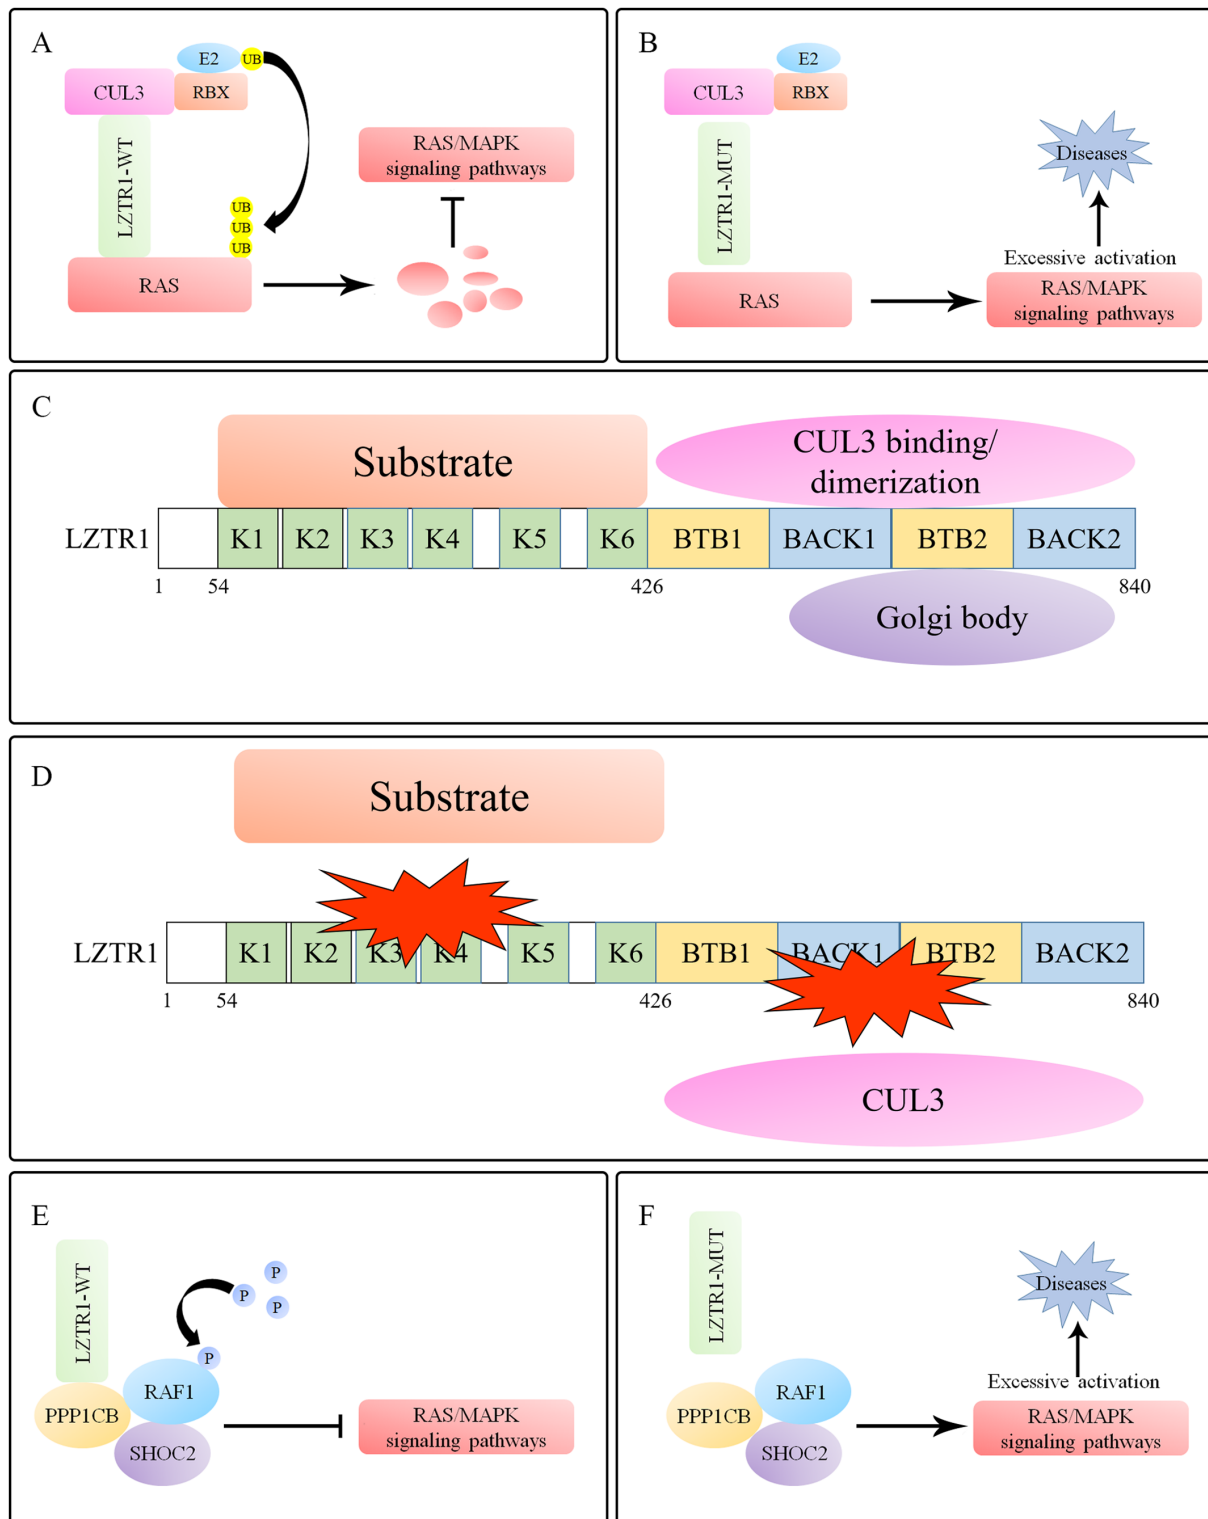 A
E2
UB
CUL3
RBX
LZTR1-WT
RAS/MAPK
signaling pathways
UB
UB
UB
RAS
B
E2
CUL3
RBX
LZTR1-MUT
Diseases
Excessive activation
RAS
RAS/MAPK
signaling pathways
C
Substrate
CUL3 binding/
dimerization
LZTR1
K1
K2
K3
K4
K5
K6
BTB1
BACK1
BTB2
BACK2
1
54
426
840
Golgi body
D
Substrate
LZTR1
K1
K2
K3
K4
K5
K6
BTB1
BACK1
BTB2
BACK2
1
54
426
840
CUL3
E
LZTR1-WT
P
P
P
P
RAF1
PPP1CB
SHOC2
RAS/MAPK
signaling pathways
F
LZTR1-MUT
Diseases
Excessive activation
RAF1
PPP1CB
SHOC2
RAS/MAPK
signaling pathways